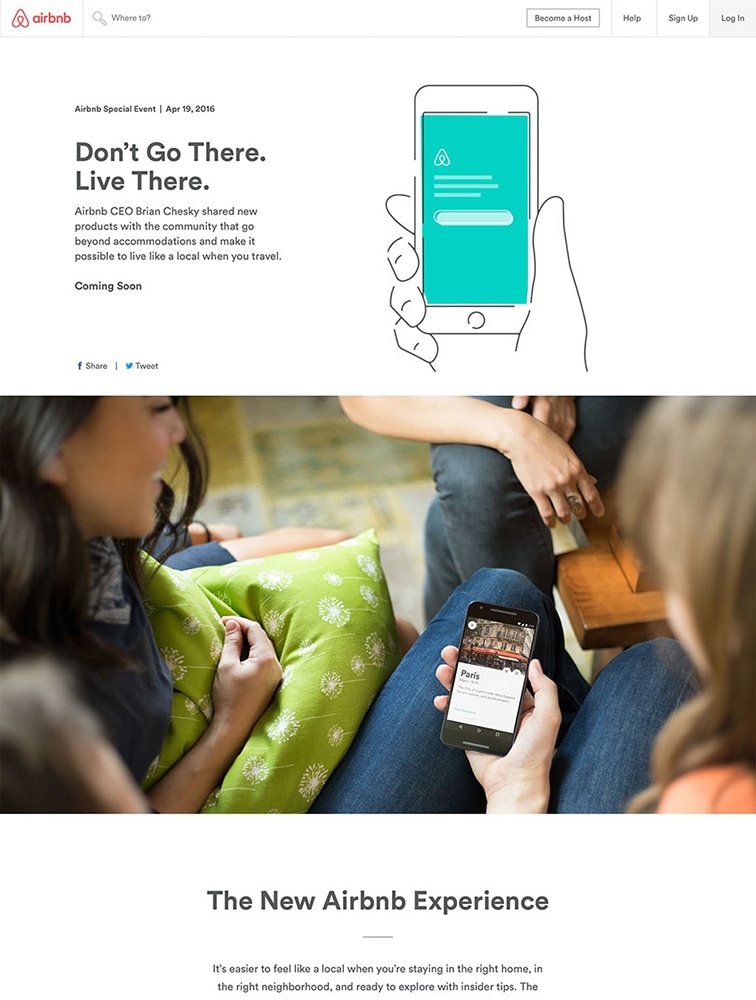 airbnb
Where to?
Become a Host
Help
Sign Up
Log In
Airbnb Special Event | Apr 19, 2016
Don’t Go There.
Live There.
Airbnb CEO Brian Chesky shared new
products with the community that go
beyond accommodations and make it
possible to live like a local when you travel.
Coming Soon
Share | Tweet
Paris
The New Airbnb Experience
It’s easier to feel like a local when you’re staying in the right home, in
the right neighborhood, and ready to explore with insider tips. The